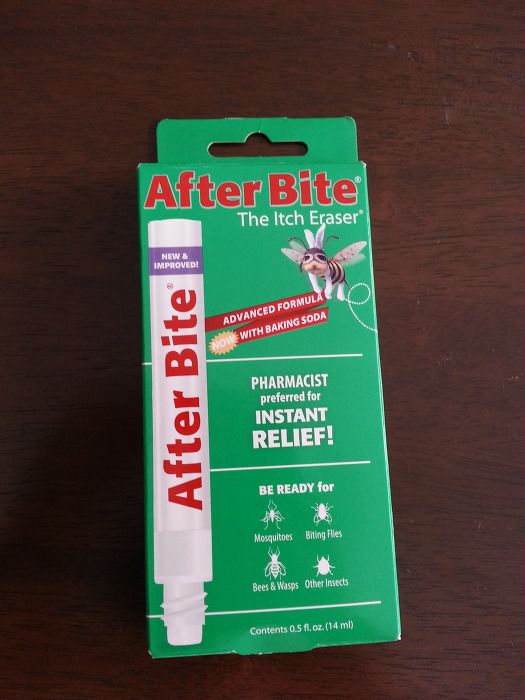 After Bite®
The Itch Eraser®
NEW &
IMPROVED!
After Bite®
ADVANCED FORMULA
NOW WITH BAKING SODA
PHARMACIST
preferred for
INSTANT
RELIEF!
BE READY for
Mosquitoes
Biting Flies
Bees & Wasps
Other Insects
Contents 0.5 fl. oz. (14 ml)